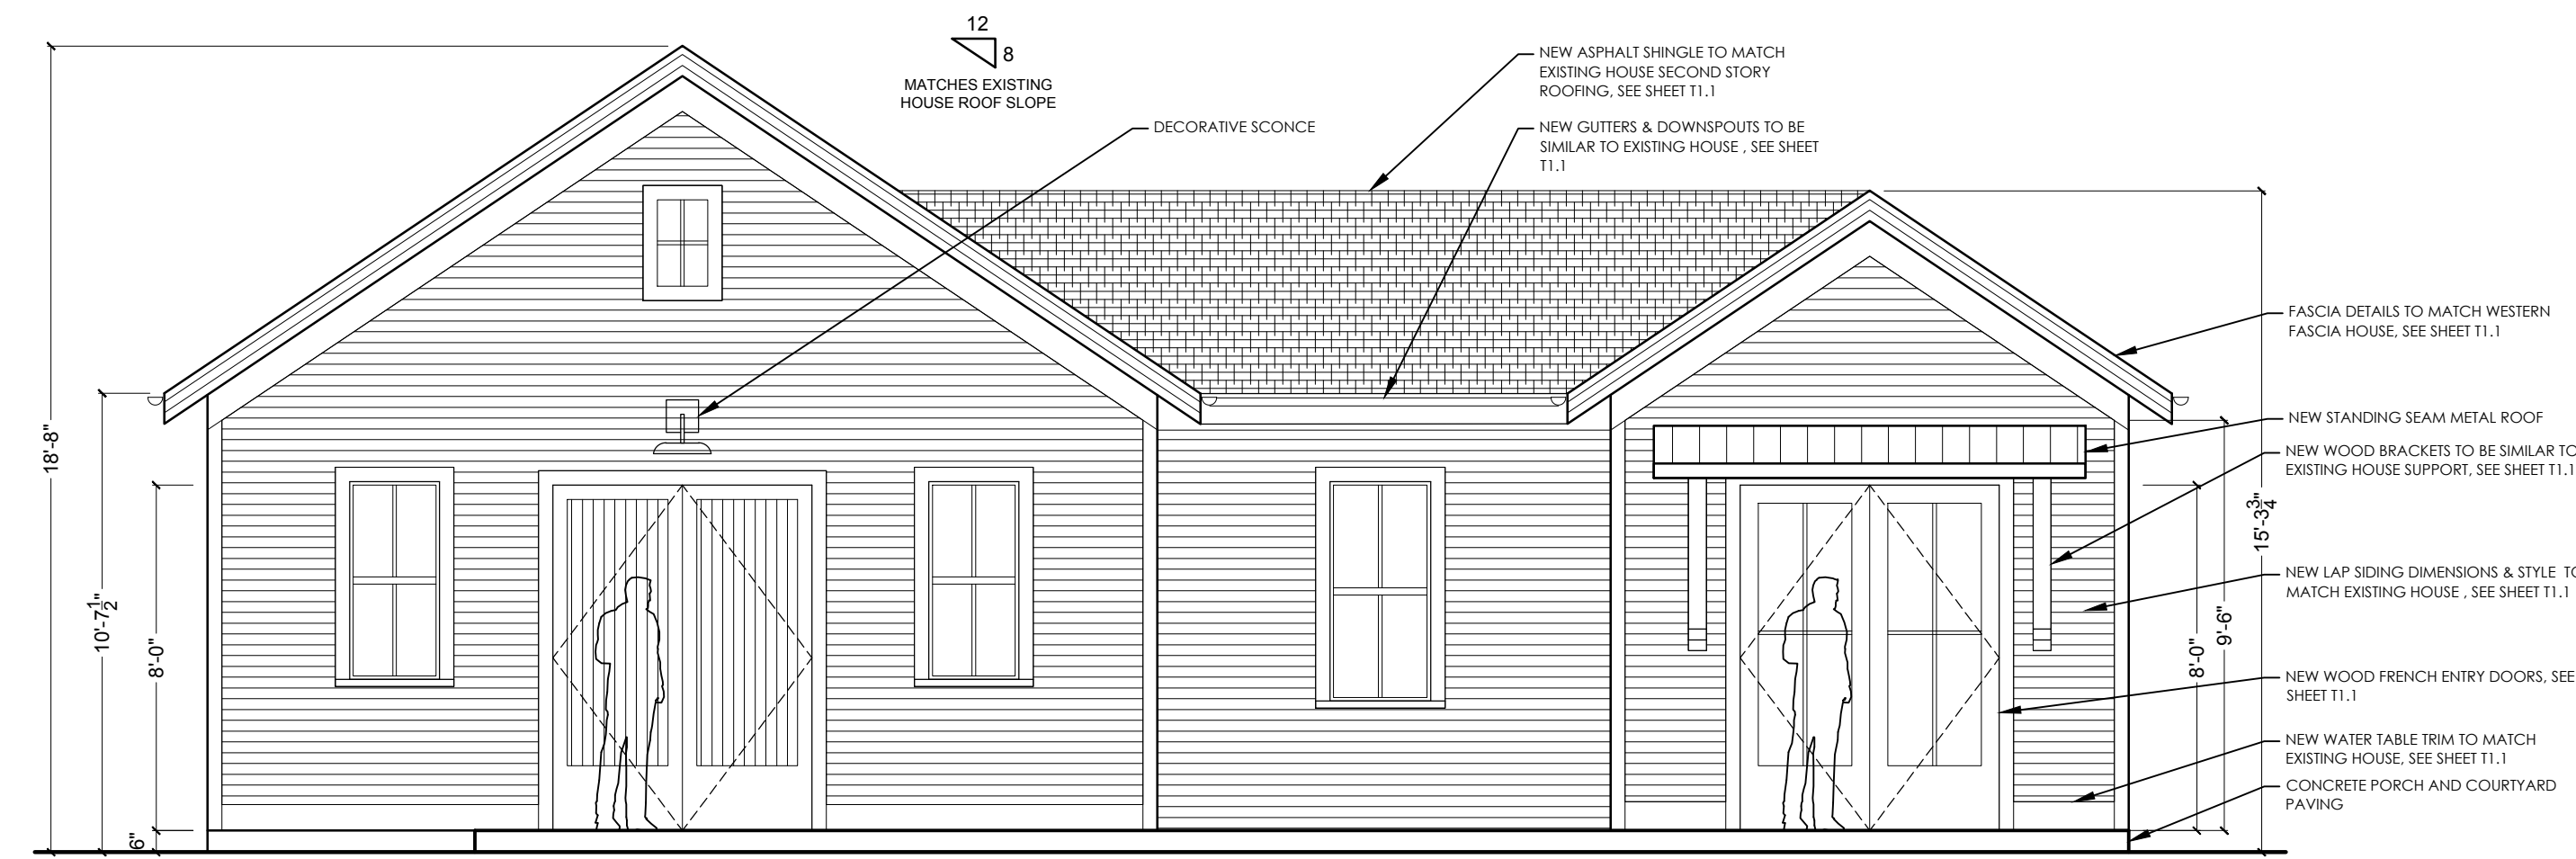 12
8
MATCHES EXISTING
HOUSE ROOF SLOPE
DECORATIVE SCONCE
NEW ASPHALT SHINGLE TO MATCH
EXISTING HOUSE SECOND STORY
ROOFING, SEE SHEET T1.1
NEW GUTTERS & DOWNSPOUTS TO BE
SIMILAR TO EXISTING HOUSE , SEE SHEET
T1.1
FASCIA DETAILS TO MATCH WESTERN
FASCIA HOUSE, SEE SHEET T1.1
NEW STANDING SEAM METAL ROOF
NEW WOOD BRACKETS TO BE SIMILAR TO
EXISTING HOUSE SUPPORT, SEE SHEET T1.1
NEW LAP SIDING DIMENSIONS & STYLE TO
MATCH EXISTING HOUSE , SEE SHEET T1.1
NEW WOOD FRENCH ENTRY DOORS, SEE
SHEET T1.1
NEW WATER TABLE TRIM TO MATCH
EXISTING HOUSE, SEE SHEET T1.1
CONCRETE PORCH AND COURTYARD
PAVING
18'-8"
10'-7 1/2"
8'-0"
6"
8'-0"
9'-6"
15'-3 3/4"